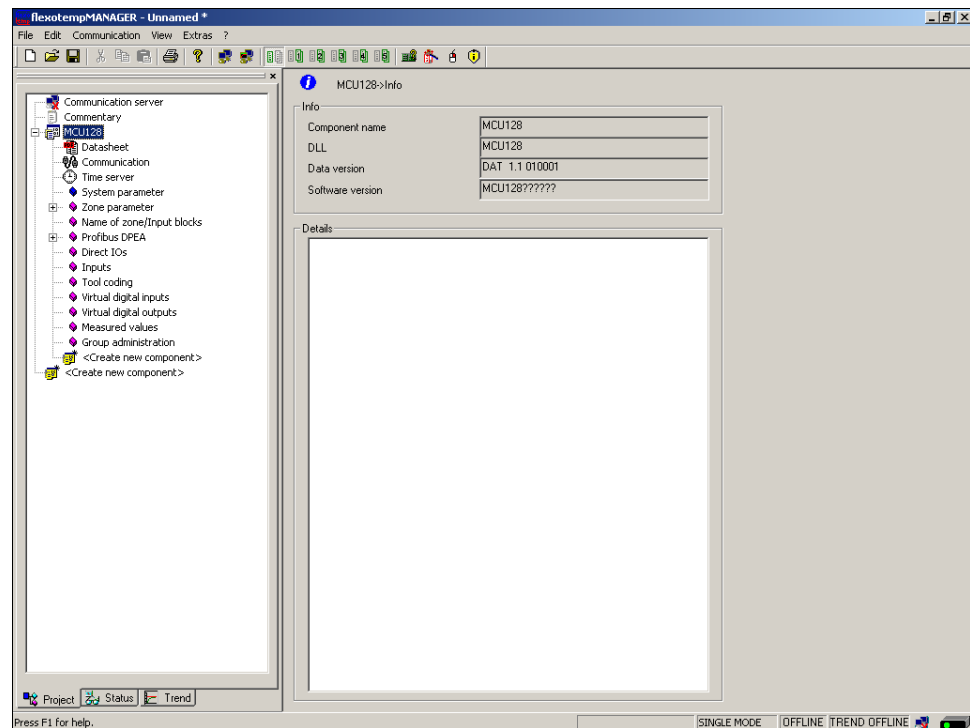 flexotempMANAGER - Unnamed *
File Edit Communication View Extras ?
Communication server
Commentary
MCU128
Datasheet
Communication
Time server
System parameter
Zone parameter
Name of zone/Input blocks
Profibus DPEA
Direct IOs
Inputs
Tool coding
Virtual digital inputs
Virtual digital outputs
Measured values
Group administration
<Create new component>
<Create new component>
Project Status Trend
MCU128->Info
Info
Component name MCU128
DLL MCU128
Data version DAT 1.1 010001
Software version MCU128??????
Details
Press F1 for help.
SINGLE MODE OFFLINE TREND OFFLINE